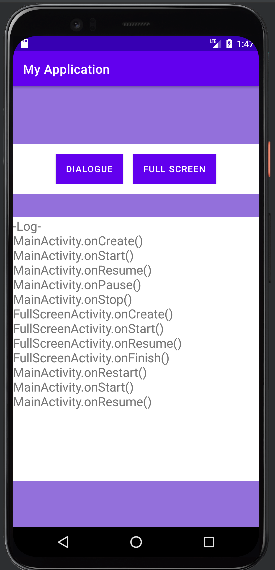 LTE 1:47
My Application
DIALOGUE FULL SCREEN
-Log-
MainActivity.onCreate()
MainActivity.onStart()
MainActivity.onResume()
MainActivity.onPause()
MainActivity.onStop()
FullScreenActivity.onCreate()
FullScreenActivity.onStart()
FullScreenActivity.onResume()
FullScreenActivity.onFinish()
MainActivity.onRestart()
MainActivity.onStart()
MainActivity.onResume()